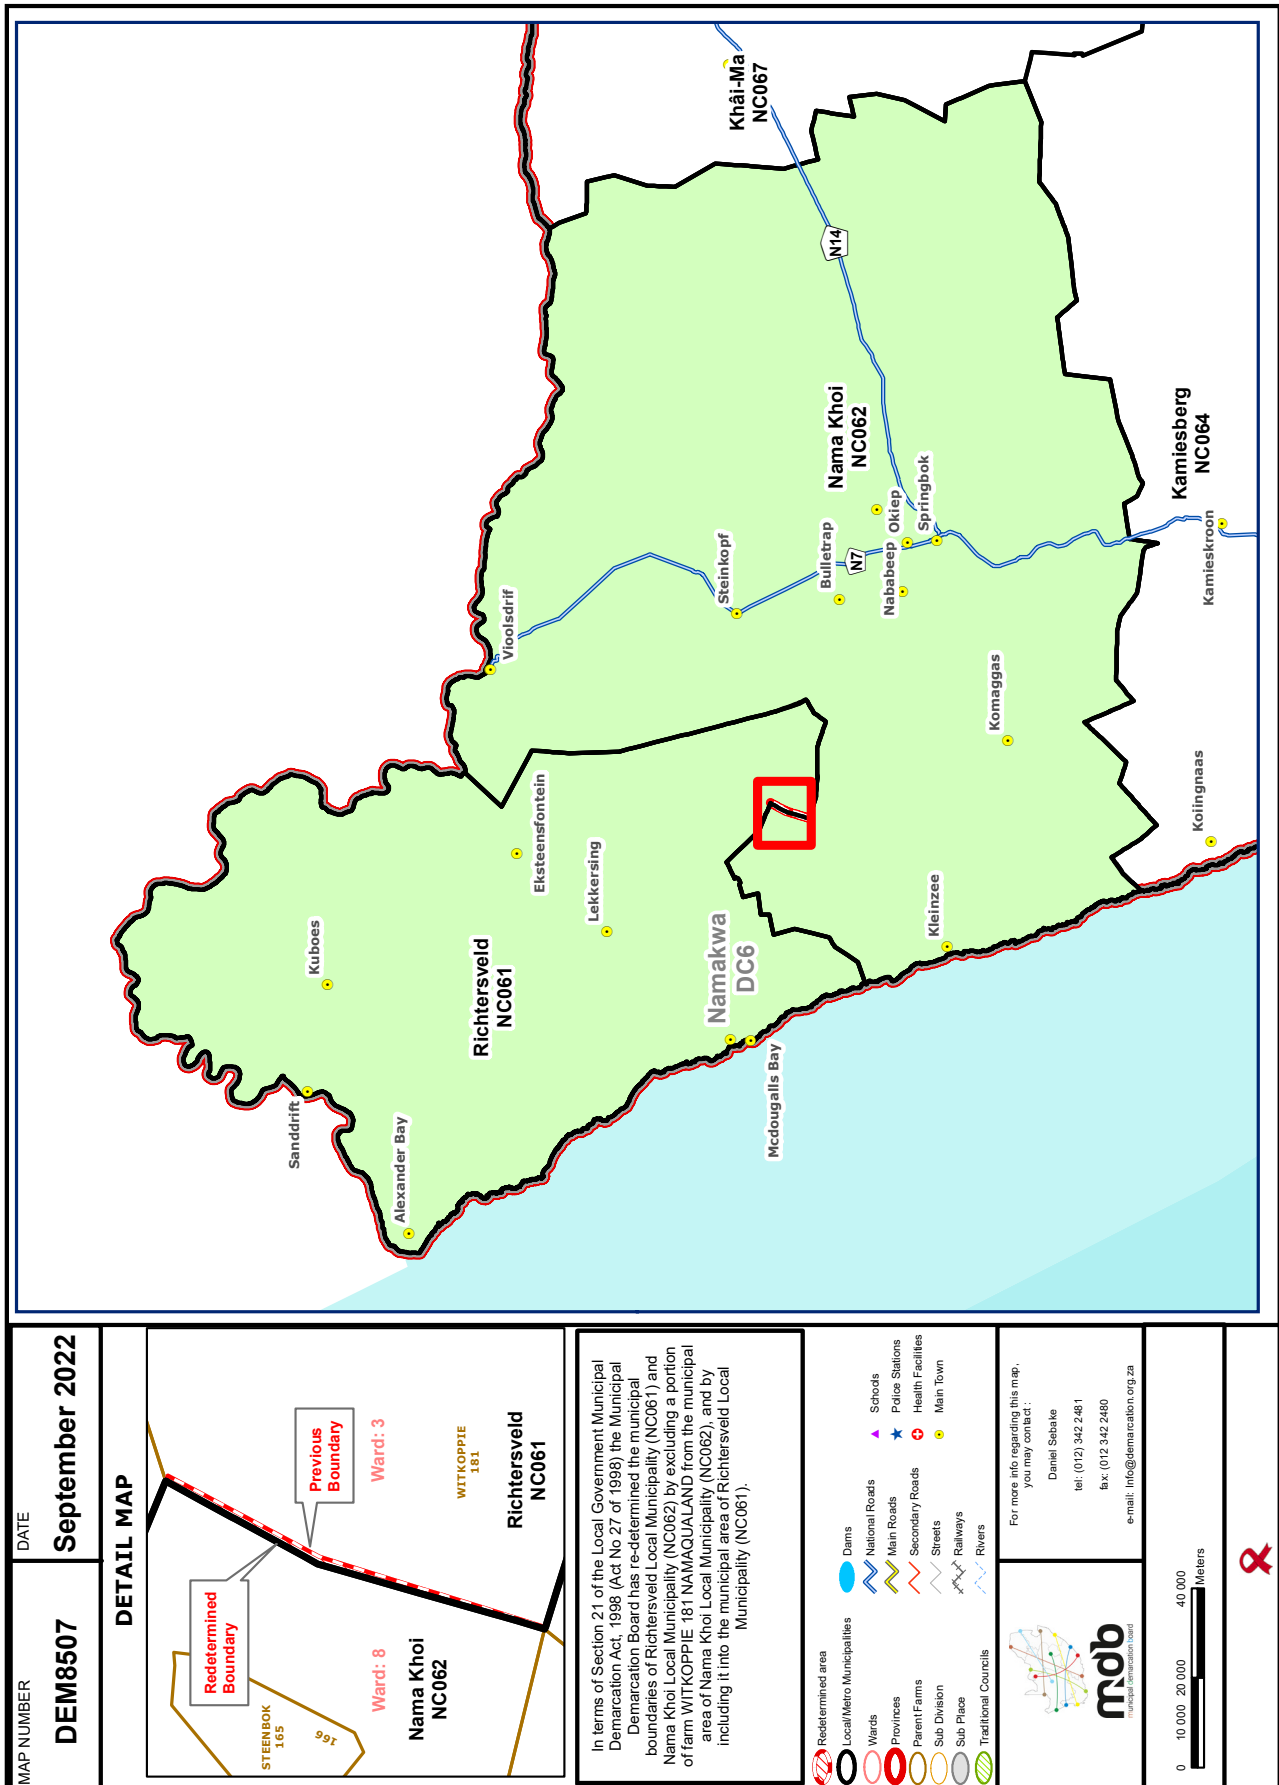 MAP NUMBER
DEM8507
DATE
September 2022
DETAIL MAP
Redetermined
Boundary
Previous
Boundary
Ward: 8
Ward: 3
STEENBOK
165
166
WITKOPPIE
181
Nama Khoi
NC062
Richtersveld
NC061
In terms of Section 21 of the Local Government Municipal
Demarcation Act, 1998 (Act No 27 of 1998) the Municipal
Demarcation Board has re-determined the municipal
boundaries of Richtersveld Local Municipality (NC061) and
Nama Khoi Local Municipality (NC062) by excluding a portion
of farm WITKOPPIE 181 NAMAQUALAND from the municipal
area of Nama Khoi Local Municipality (NC062), and by
including it into the municipal area of Richtersveld Local
Municipality (NC061).
Redetermined area
Local/Metro Municipalities
Wards
Provinces
Parent Farms
Sub Division
Sub Place
Traditional Councils
Dams
National Roads
Main Roads
Secondary Roads
Streets
Railways
Rivers
Schools
Police Stations
Health Facilities
Main Town
mdb
municipal demarcation board
For more info regarding this map,
you may contact :
Daniel Sebake
tel: (012) 342 2481
fax: (012 342 2480
e-mail: Info@demarcation.org.za
0 10 000 20 000 40 000
Meters
Khâi-Ma
NC067
N14
Nama Khoi
NC062
Kamiesberg
NC064
Vioolsdrif
Steinkopf
Bulletrap
N7
Nababeep
Okiep
Springbok
Kamieskroon
Komaggas
Koiingnaas
Kleinzee
Eksteensfontein
Lekkersing
Kuboes
Richtersveld
NC061
Namakwa
DC6
Mcdougalls Bay
Sanddrift
Alexander Bay